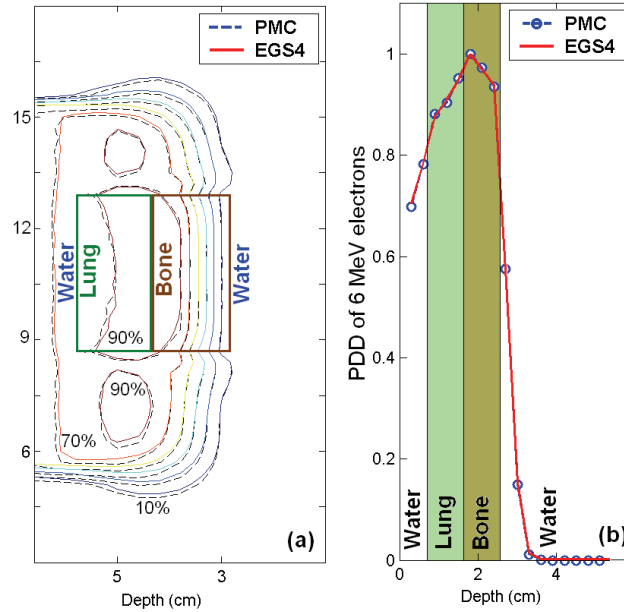 PMC
EGS4
15
12
9
6
Water
Lung
Bone
Water
90%
90%
70%
10%
(a)
5
3
Depth (cm)
PMC
EGS4
PDD of 6 MeV electrons
1
0.8
0.6
0.4
0.2
0
Water
Lung
Bone
Water
(b)
0
2
4
Depth (cm)